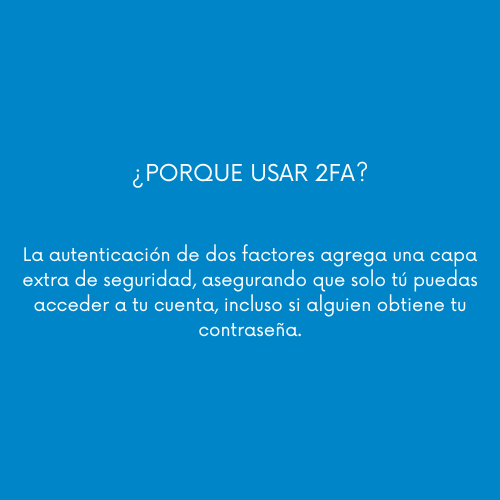 ¿PORQUE USAR 2FA?
La autenticación de dos factores agrega una capa
extra de seguridad, asegurando que solo tú puedas
acceder a tu cuenta, incluso si alguien obtiene tu
contraseña.